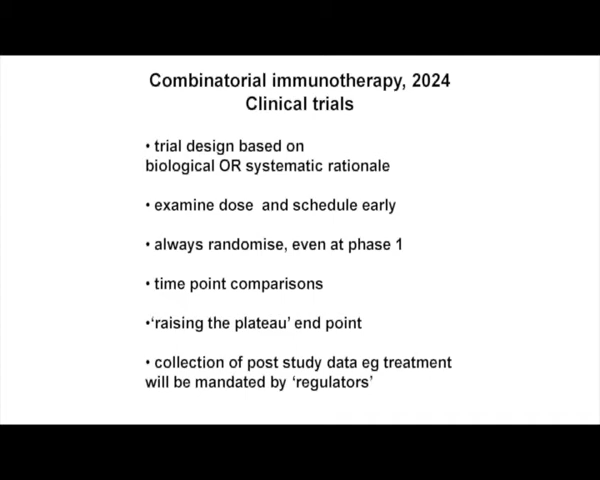 Combinatorial immunotherapy, 2024
Clinical trials
• trial design based on
biological OR systematic rationale
• examine dose and schedule early
• always randomise, even at phase 1
• time point comparisons
•‘raising the plateau’ end point
• collection of post study data eg treatment
will be mandated by ‘regulators’